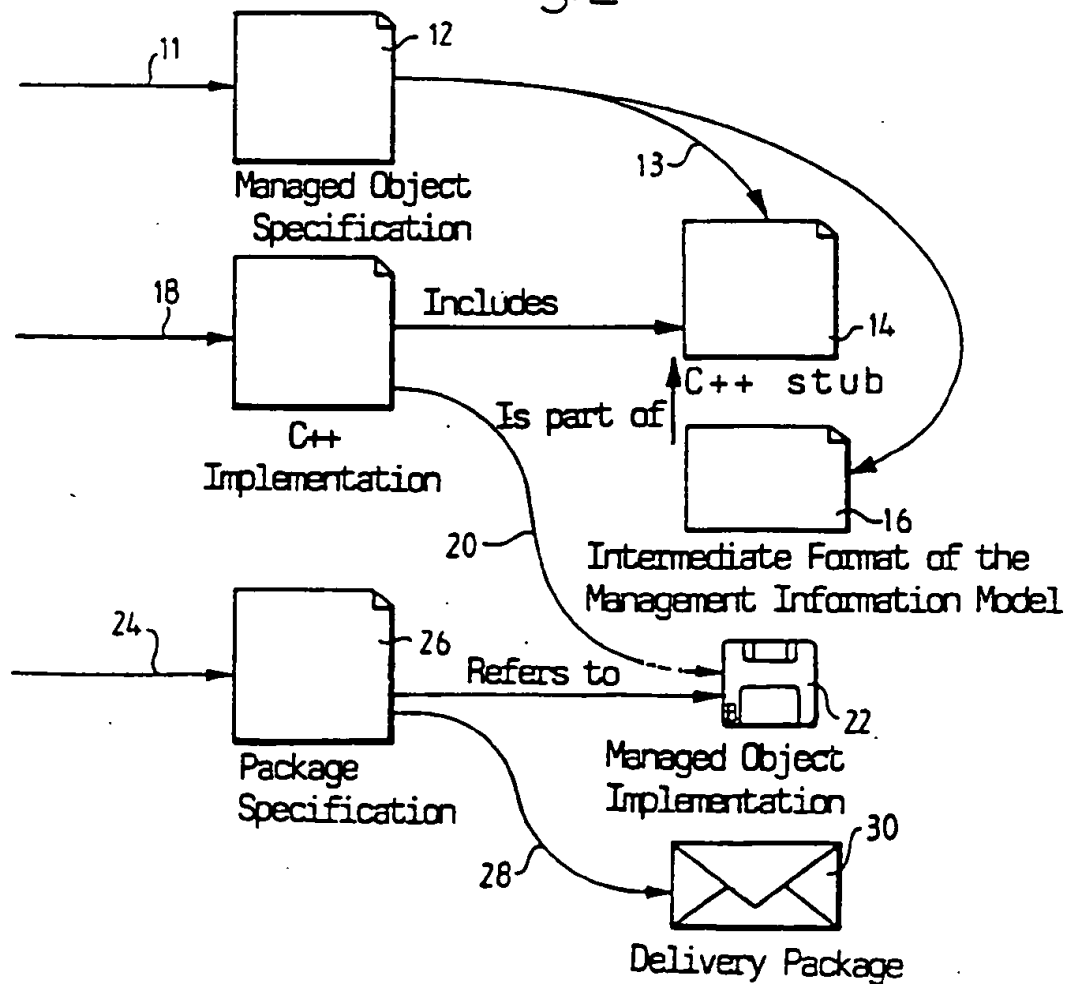 11
12
Managed Object
Specification
13
18
Includes
14
C++ stub
Is part of
C++
Implementation
16
20
Intermediate Format of the
Management Information Model
24
26
Refers to
22
Package
Specification
Managed Object
Implementation
30
28
Delivery Package